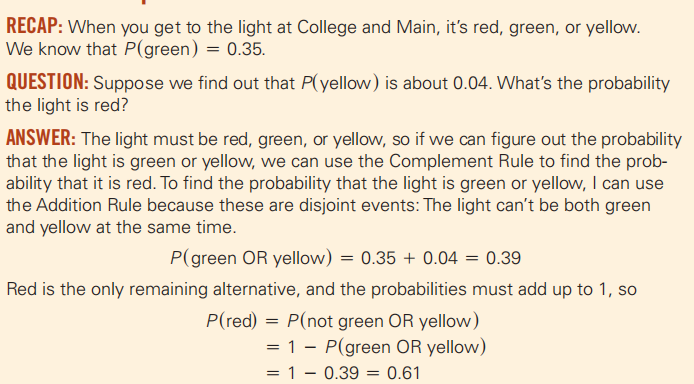 RECAP: When you get to the light at College and Main, it's red, green, or yellow.
We know that P(green) = 0.35.
QUESTION: Suppose we find out that P(yellow) is about 0.04. What's the probability
the light is red?
ANSWER: The light must be red, green, or yellow, so if we can figure out the probability
that the light is green or yellow, we can use the Complement Rule to find the prob-
ability that it is red. To find the probability that the light is green or yellow, I can use
the Addition Rule because these are disjoint events: The light can't be both green
and yellow at the same time.
P(green OR yellow) = 0.35 + 0.04 = 0.39
Red is the only remaining alternative, and the probabilities must add up to 1, so
P(red) = P(not green OR yellow)
= 1 − P(green OR yellow)
= 1 − 0.39 = 0.61